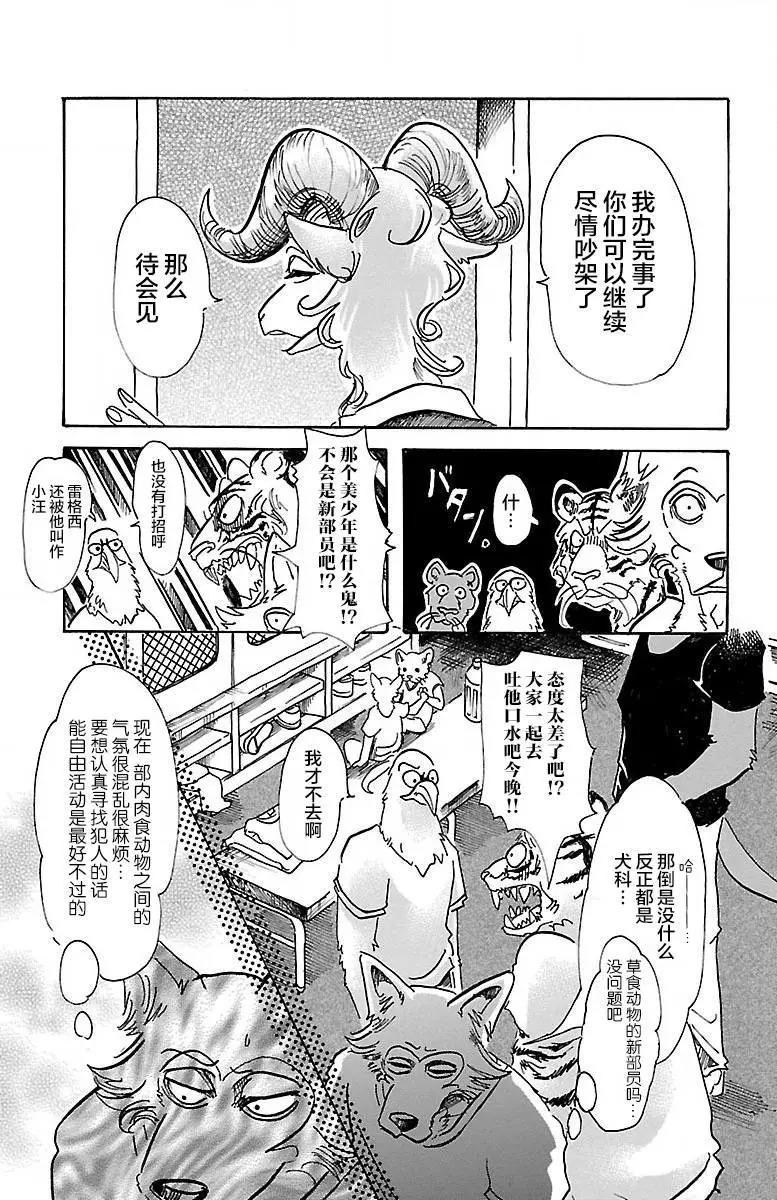 我办完事了
你们可以继续
尽情吵架了
那么
待会见
什…
バタン
那个美少年是什么鬼!?
不会是新部员吧!?
也没有打招呼
雷格西
还被他叫作
小汪
态度太差了吧!?
大家一起去
吐他口水吧今晚!!
我才不去啊
哈——……
那倒是没什么
反正都是
犬科…
草食动物的新部员吗…
没问题吧
现在 部内肉食动物之间的
气氛很混乱很麻烦…
要想认真寻找犯人的话
能自由活动是最好不过的